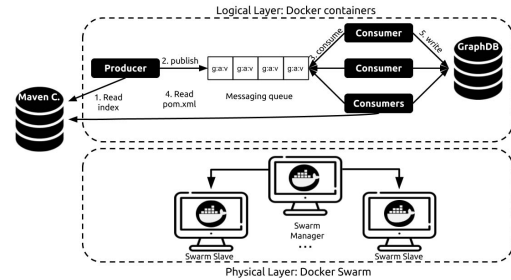 Logical Layer: Docker containers
Maven C.
Producer
1. Read
index
2. publish
g:a:v g:a:v g:a:v g:a:v
Messaging queue
4. Read
pom.xml
3. consume
Consumer
Consumer
Consumers
5. write
GraphDB
Swarm
Manager
...
Swarm Slave
Swarm Slave
Physical Layer: Docker Swarm